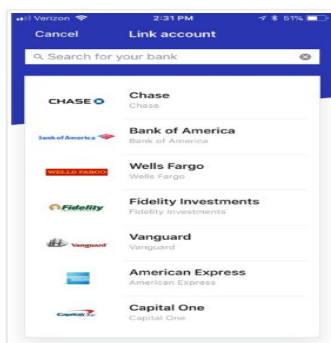 Verizon 2:31 PM 51%
Cancel Link account
Search for your bank
CHASE Chase
Chase
Bank of America Bank of America
Bank of America
WELLS FARGO Wells Fargo
Wells Fargo
Fidelity Fidelity Investments
Fidelity Investments
Vanguard Vanguard
Vanguard
American Express
American Express
Capital One Capital One
Capital One